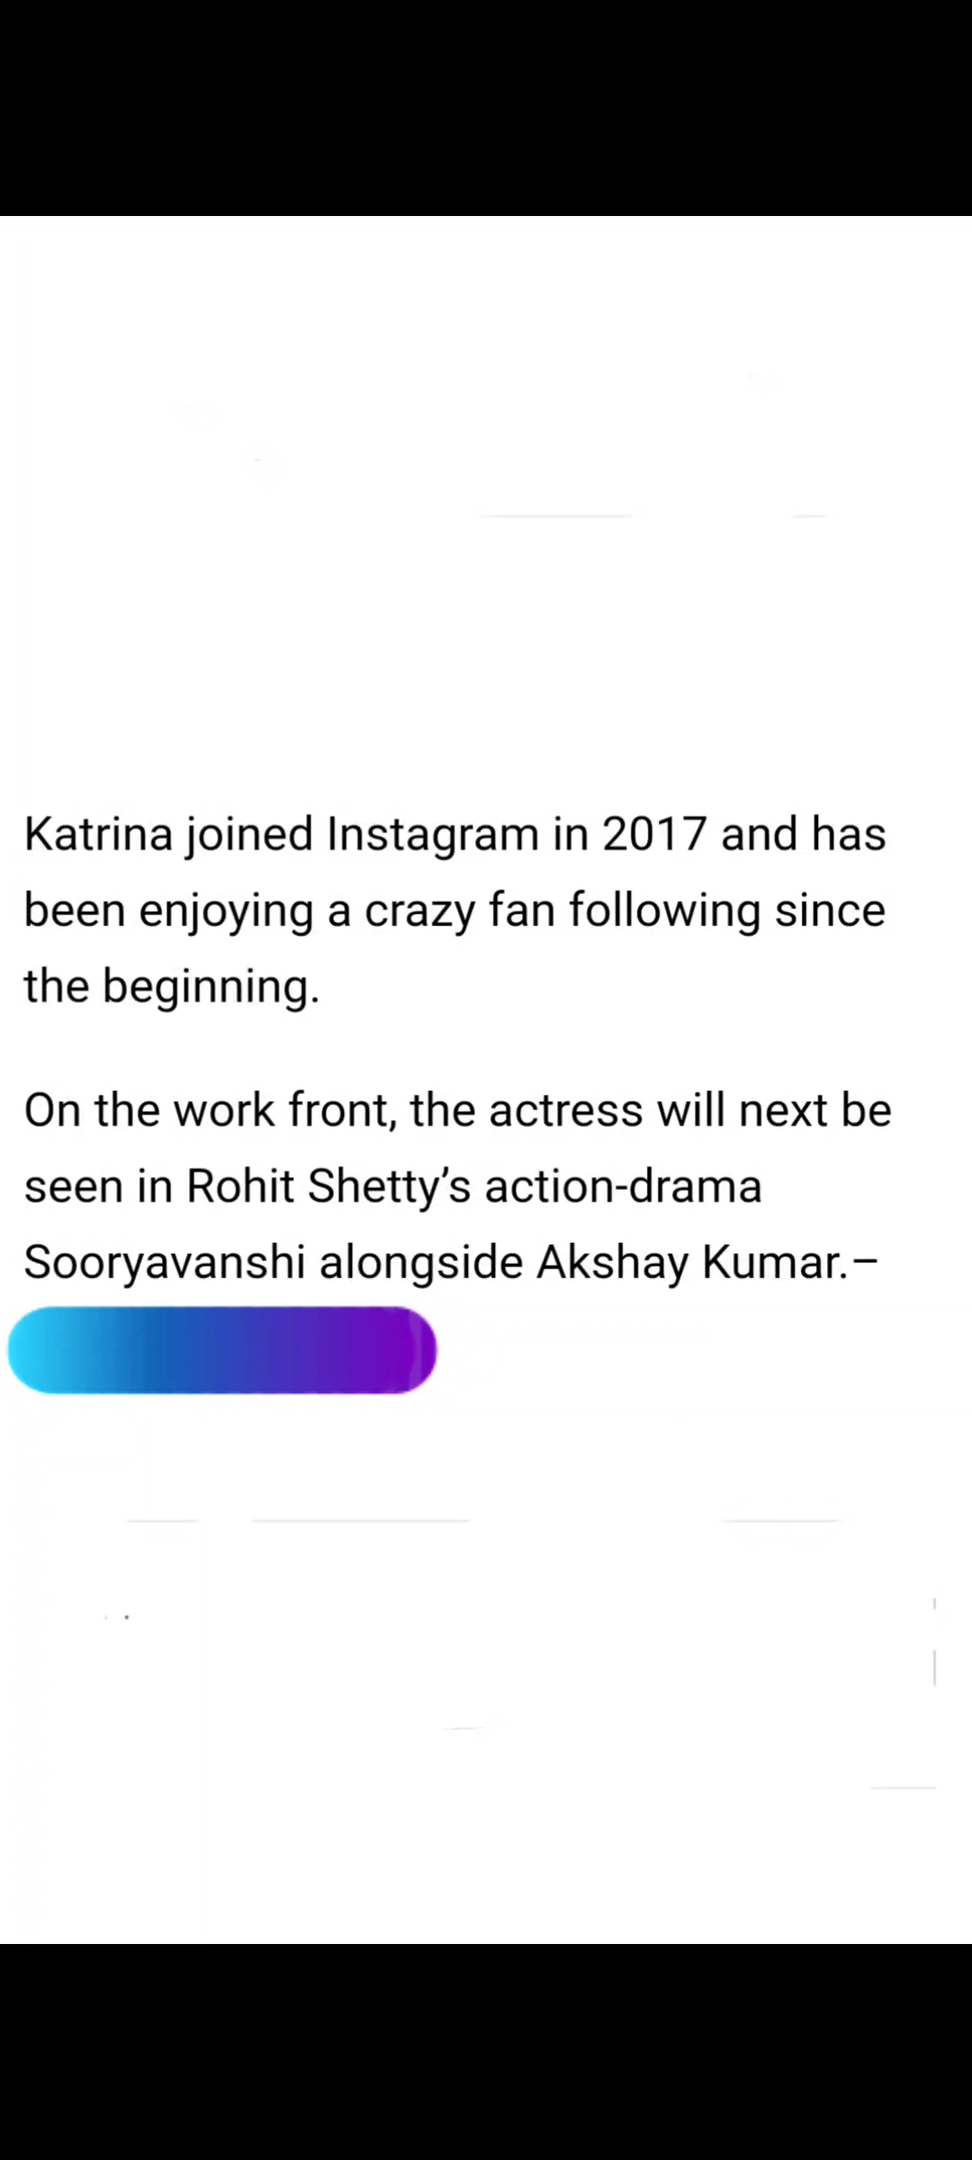 Katrina joined Instagram in 2017 and has
been enjoying a crazy fan following since
the beginning.
On the work front, the actress will next be
seen in Rohit Shetty’s action-drama
Sooryavanshi alongside Akshay Kumar.–